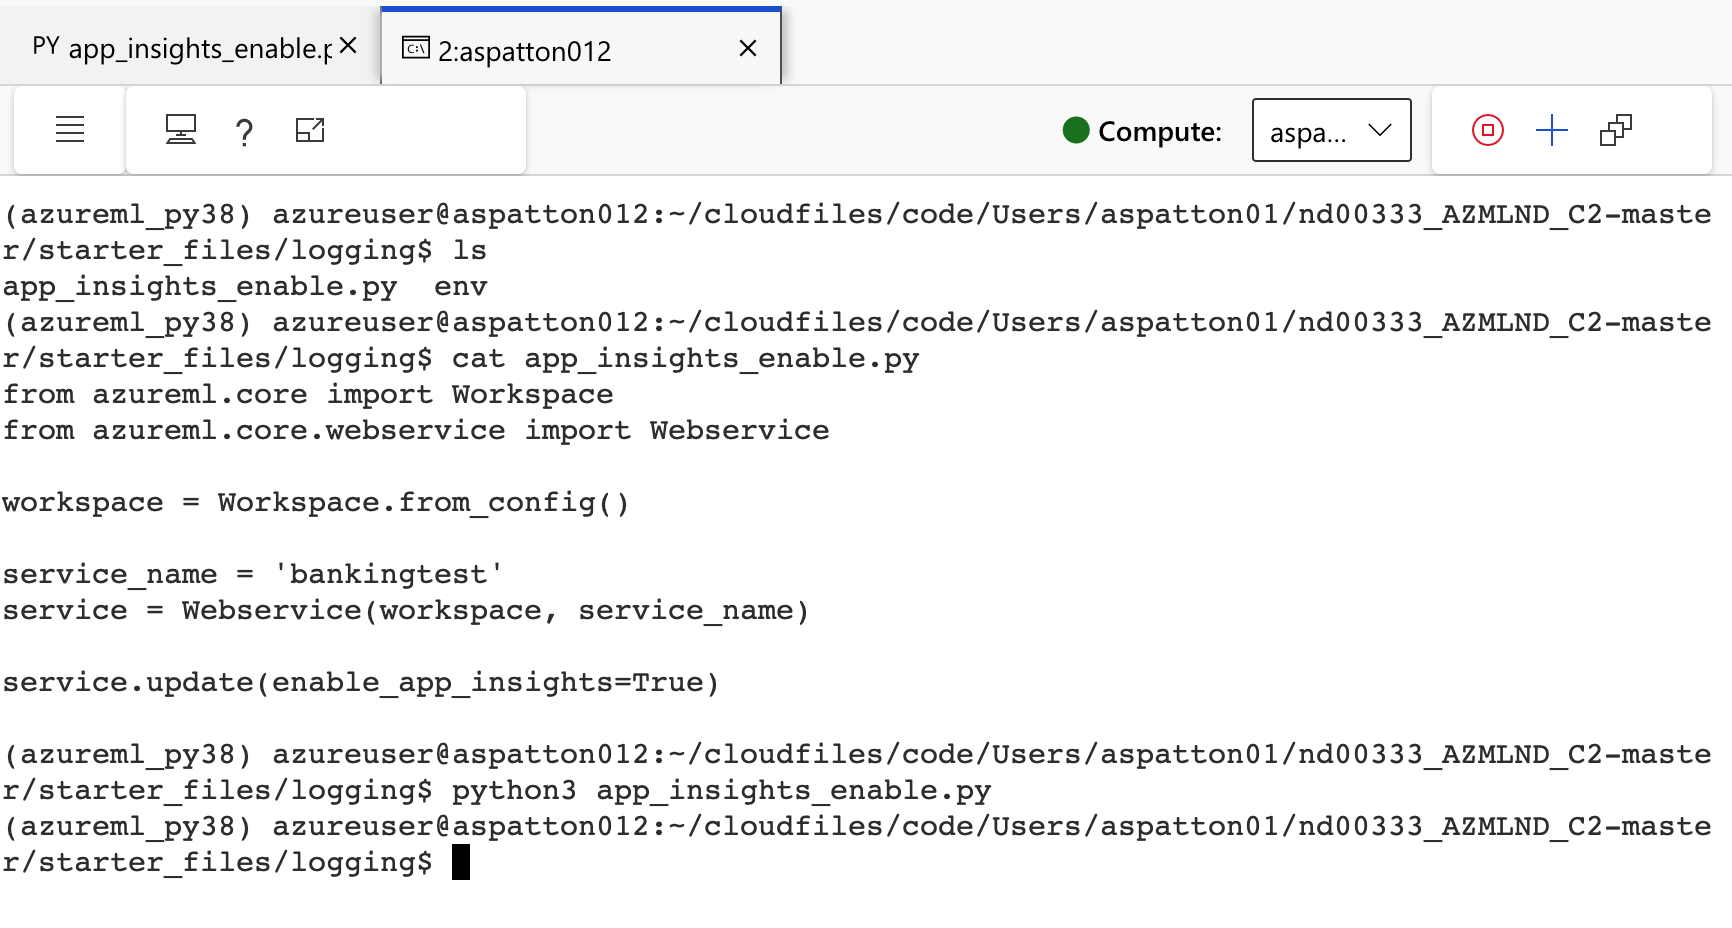 PY app_insights_enable.p
2:aspatton012
? Compute: aspa...
(azureml_py38) azureuser@aspatton012:~/cloudfiles/code/Users/aspatton01/nd00333_AZMLND_C2-maste
r/starter_files/logging$ ls
app_insights_enable.py  env
(azureml_py38) azureuser@aspatton012:~/cloudfiles/code/Users/aspatton01/nd00333_AZMLND_C2-maste
r/starter_files/logging$ cat app_insights_enable.py
from azureml.core import Workspace
from azureml.core.webservice import Webservice
workspace = Workspace.from_config()
service_name = 'bankingtest'
service = Webservice(workspace, service_name)
service.update(enable_app_insights=True)
(azureml_py38) azureuser@aspatton012:~/cloudfiles/code/Users/aspatton01/nd00333_AZMLND_C2-maste
r/starter_files/logging$ python3 app_insights_enable.py
(azureml_py38) azureuser@aspatton012:~/cloudfiles/code/Users/aspatton01/nd00333_AZMLND_C2-maste
r/starter_files/logging$